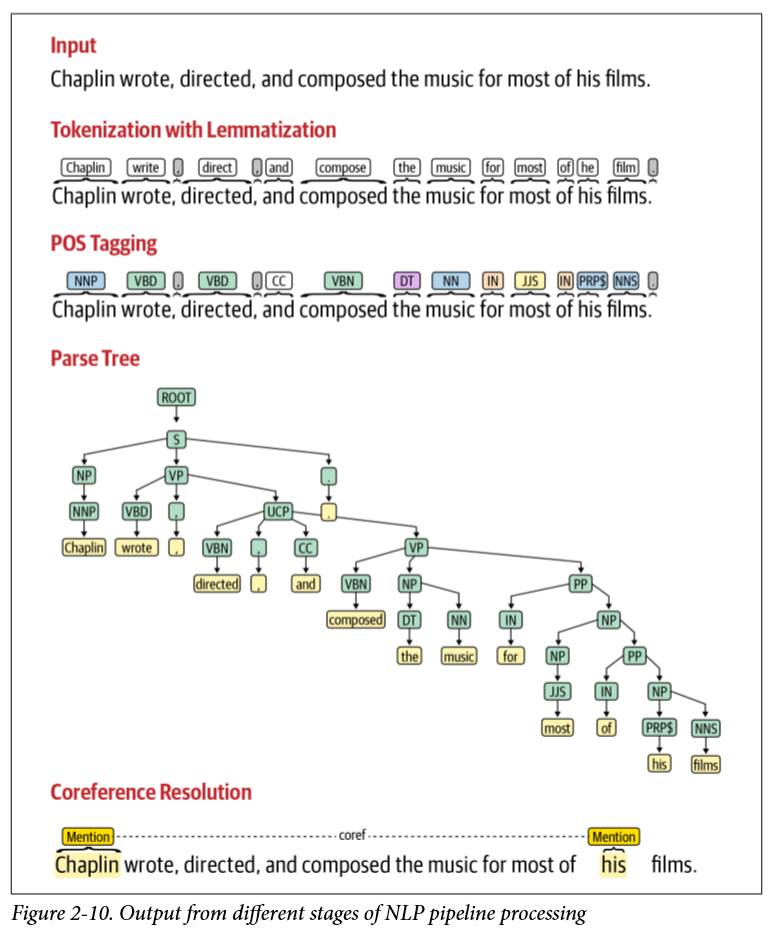 Input
Chaplin wrote, directed, and composed the music for most of his films.
Tokenization with Lemmatization
Chaplin write , direct , and compose the music for most of he film .
Chaplin wrote, directed, and composed the music for most of his films.
POS Tagging
NNP VBD , VBD , CC VBN DT NN IN JJS IN PRP$ NNS .
Chaplin wrote, directed, and composed the music for most of his films.
Parse Tree
ROOT
S
NP VP .
NNP VBD , UCP .
Chaplin wrote , VBN , CC VP
directed , and VBN NP PP
composed DT NN IN NP
the music for NP PP
JJS IN NP
most of PRP$ NNS
his films
Coreference Resolution
Mention coref Mention
Chaplin wrote, directed, and composed the music for most of his films.
Figure 2-10. Output from different stages of NLP pipeline processing